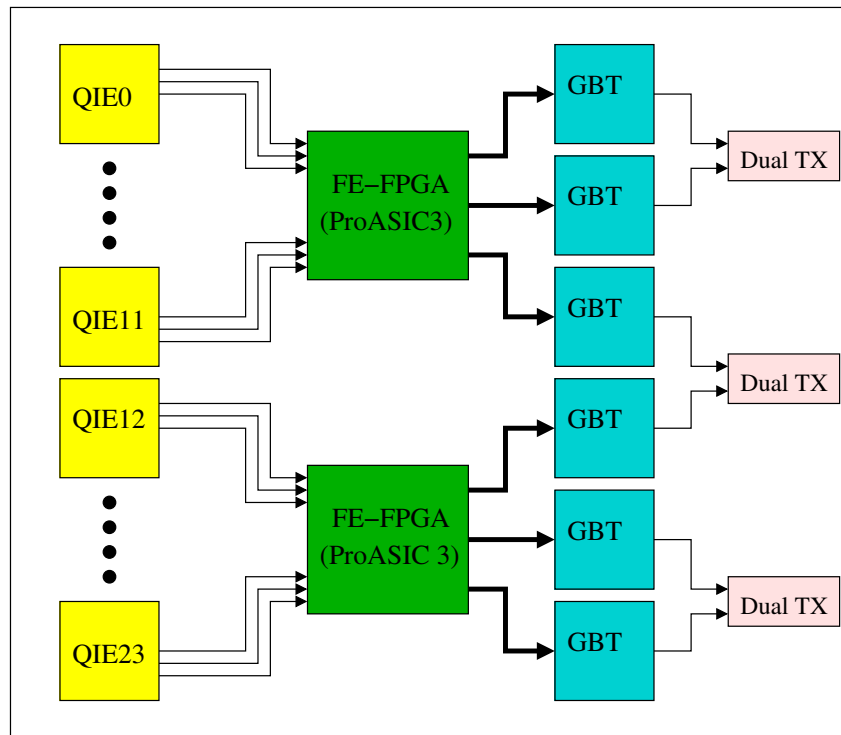 QIE0
QIE11
QIE12
QIE23
FE−FPGA
(ProASIC3)
FE−FPGA
(ProASIC 3)
GBT
GBT
GBT
GBT
GBT
GBT
Dual TX
Dual TX
Dual TX